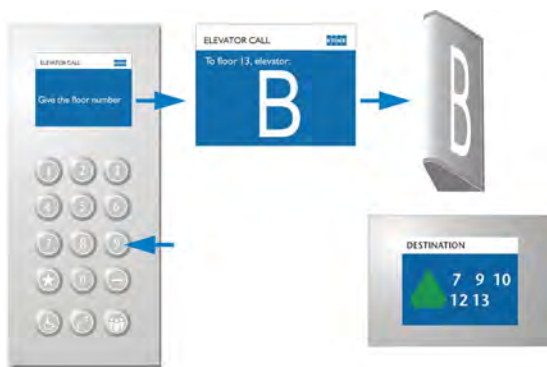 ELEVATOR CALL
Give the floor number
1 2 3
4 5 6
7 8 9
★ 0 –
ELEVATOR CALL KONE
To floor 13, elevator:
B
B
DESTINATION
7 9 10
12 13